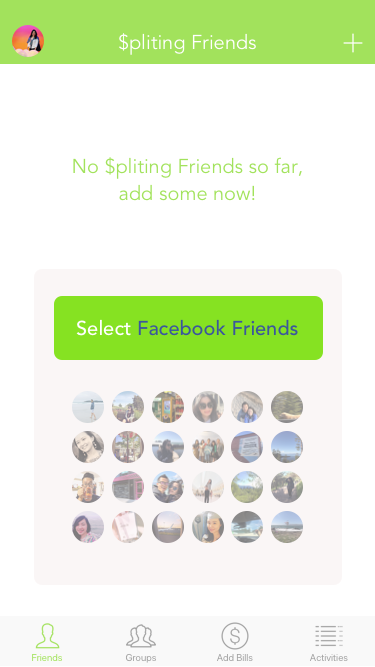 $pliting Friends
No $pliting Friends so far,
add some now!
Select Facebook Friends
Friends
Groups
Add Bills
Activities